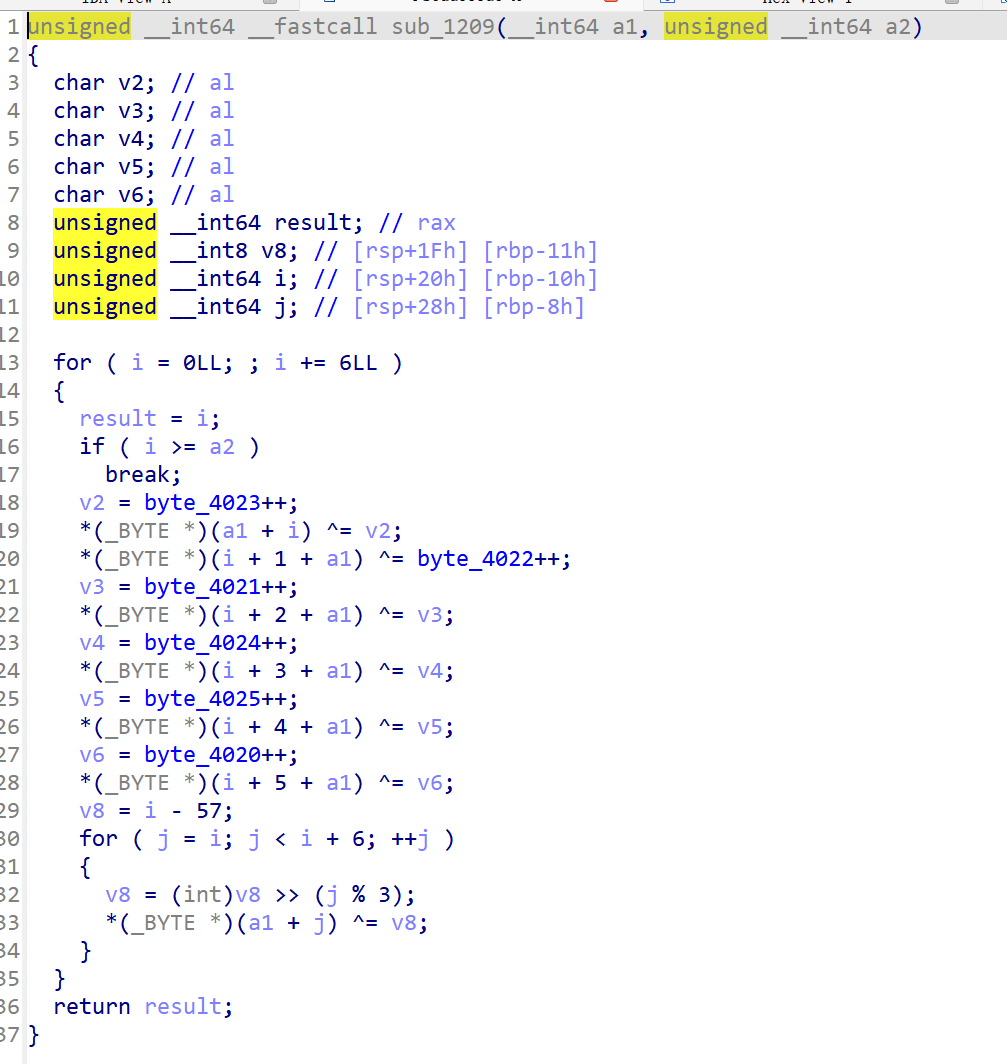 1 unsigned __int64 __fastcall sub_1209(__int64 a1, unsigned __int64 a2)
2 {
3   char v2; // al
4   char v3; // al
5   char v4; // al
6   char v5; // al
7   char v6; // al
8   unsigned __int64 result; // rax
9   unsigned __int8 v8; // [rsp+1Fh] [rbp-11h]
10   unsigned __int64 i; // [rsp+20h] [rbp-10h]
11   unsigned __int64 j; // [rsp+28h] [rbp-8h]
12
13   for ( i = 0LL; ; i += 6LL )
14   {
15     result = i;
16     if ( i >= a2 )
17       break;
18     v2 = byte_4023++;
19     *(_BYTE *)(a1 + i) ^= v2;
20     *(_BYTE *)(i + 1 + a1) ^= byte_4022++;
21     v3 = byte_4021++;
22     *(_BYTE *)(i + 2 + a1) ^= v3;
23     v4 = byte_4024++;
24     *(_BYTE *)(i + 3 + a1) ^= v4;
25     v5 = byte_4025++;
26     *(_BYTE *)(i + 4 + a1) ^= v5;
27     v6 = byte_4020++;
28     *(_BYTE *)(i + 5 + a1) ^= v6;
29     v8 = i - 57;
30     for ( j = i; j < i + 6; ++j )
31     {
32       v8 = (int)v8 >> (j % 3);
33       *(_BYTE *)(a1 + j) ^= v8;
34     }
35   }
36   return result;
37 }